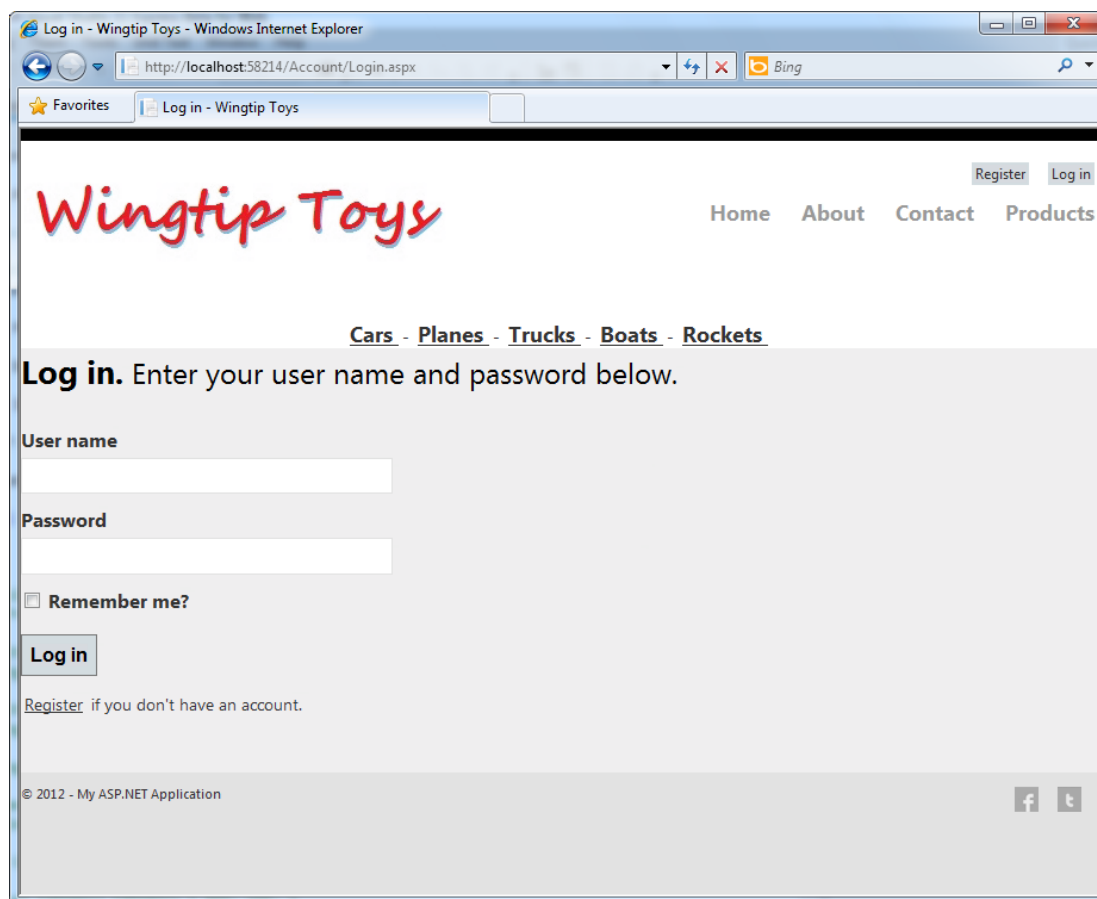 Log in - Wingtip Toys - Windows Internet Explorer
http://localhost:58214/Account/Login.aspx
Bing
Favorites
Log in - Wingtip Toys
Register Log in
Wingtip Toys
Home About Contact Products
Cars - Planes - Trucks - Boats - Rockets
Log in. Enter your user name and password below.
User name
Password
Remember me?
Log in
Register if you don't have an account.
© 2012 - My ASP.NET Application